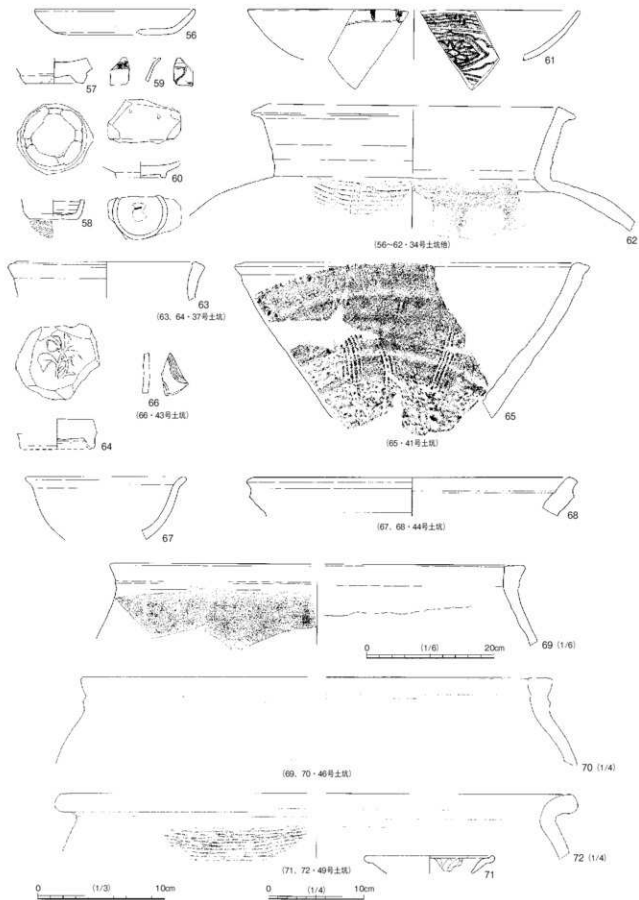 56
57
59
61
60
58
62
(56～62・34号土坑他)
63
(63、64・37号土坑)
66
(66・43号土坑)
65
(65・41号土坑)
64
67
68
(67、68・44号土坑)
69 (1/6)
0 (1/6) 20cm
70 (1/4)
(69、70・46号土坑)
72 (1/4)
(71、72・49号土坑)
71
0 (1/3) 10cm
0 (1/4) 10cm